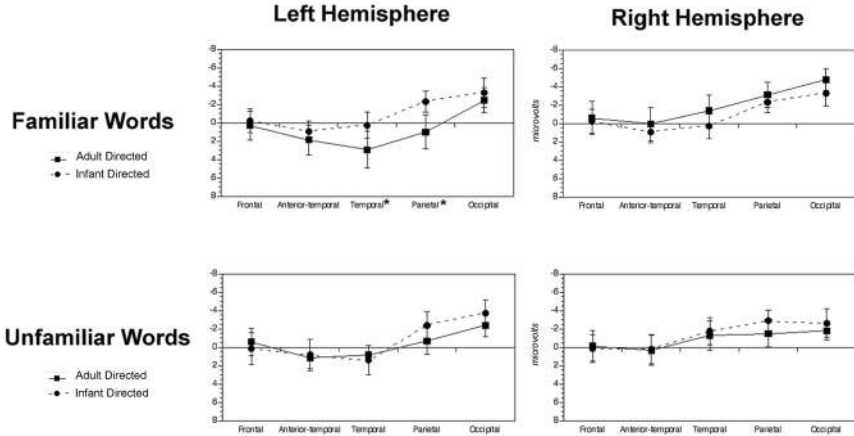 Left Hemisphere
Right Hemisphere
Familiar Words
Adult Directed
Infant Directed
-8
-6
-4
-2
0
2
4
6
8
Frontal Anterior-temporal Temporal* Parietal* Occipital
microvolts
-8
-6
-4
-2
0
2
4
6
8
Frontal Anterior-temporal Temporal Parietal Occipital
Unfamiliar Words
Adult Directed
Infant Directed
-8
-6
-4
-2
0
2
4
6
8
Frontal Anterior-temporal Temporal Parietal Occipital
microvolts
-8
-6
-4
-2
0
2
4
6
8
Frontal Anterior-temporal Temporal Parietal Occipital